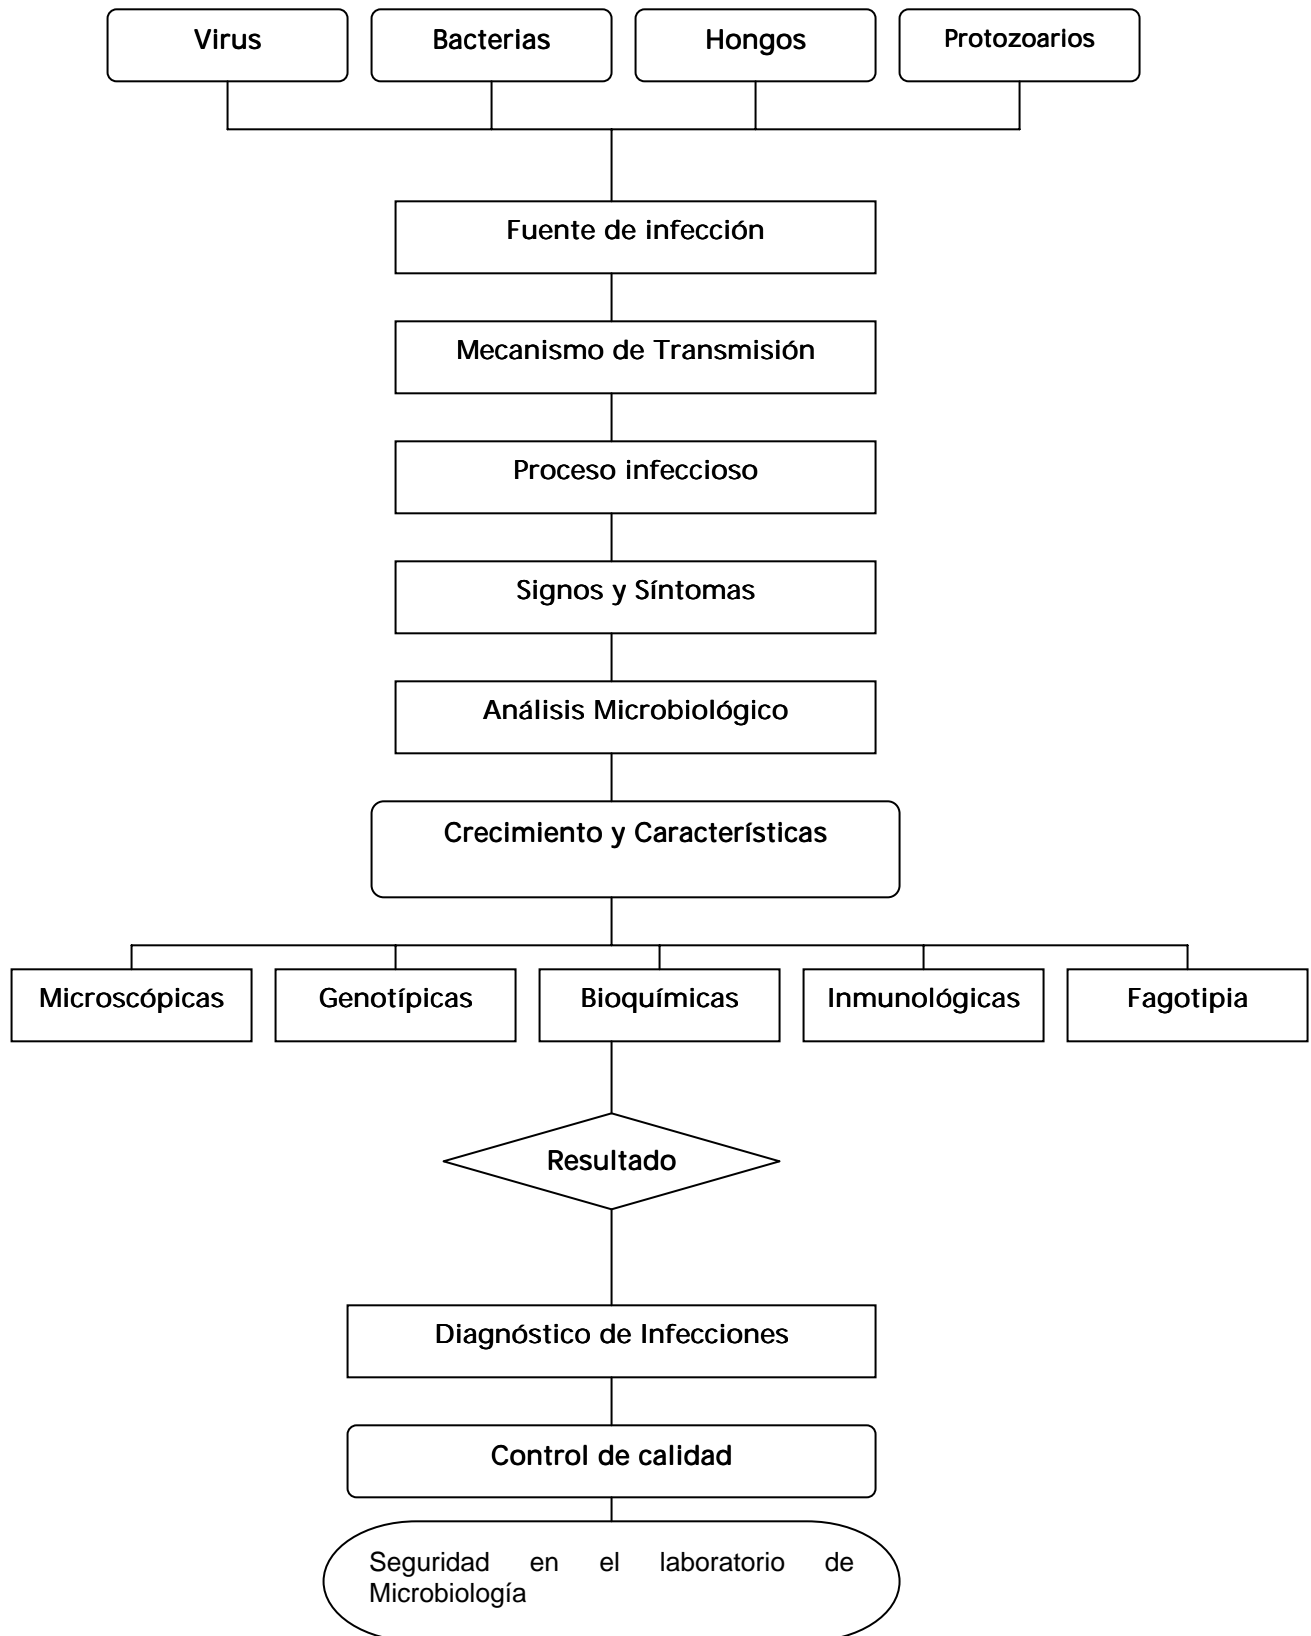 Virus
Bacterias
Hongos
Protozoarios
Fuente de infección
Mecanismo de Transmisión
Proceso infeccioso
Signos y Síntomas
Análisis Microbiológico
Crecimiento y Características
Microscópicas
Genotípicas
Bioquímicas
Inmunológicas
Fagotipia
Resultado
Diagnóstico de Infecciones
Control de calidad
Seguridad en el laboratorio de
Microbiología